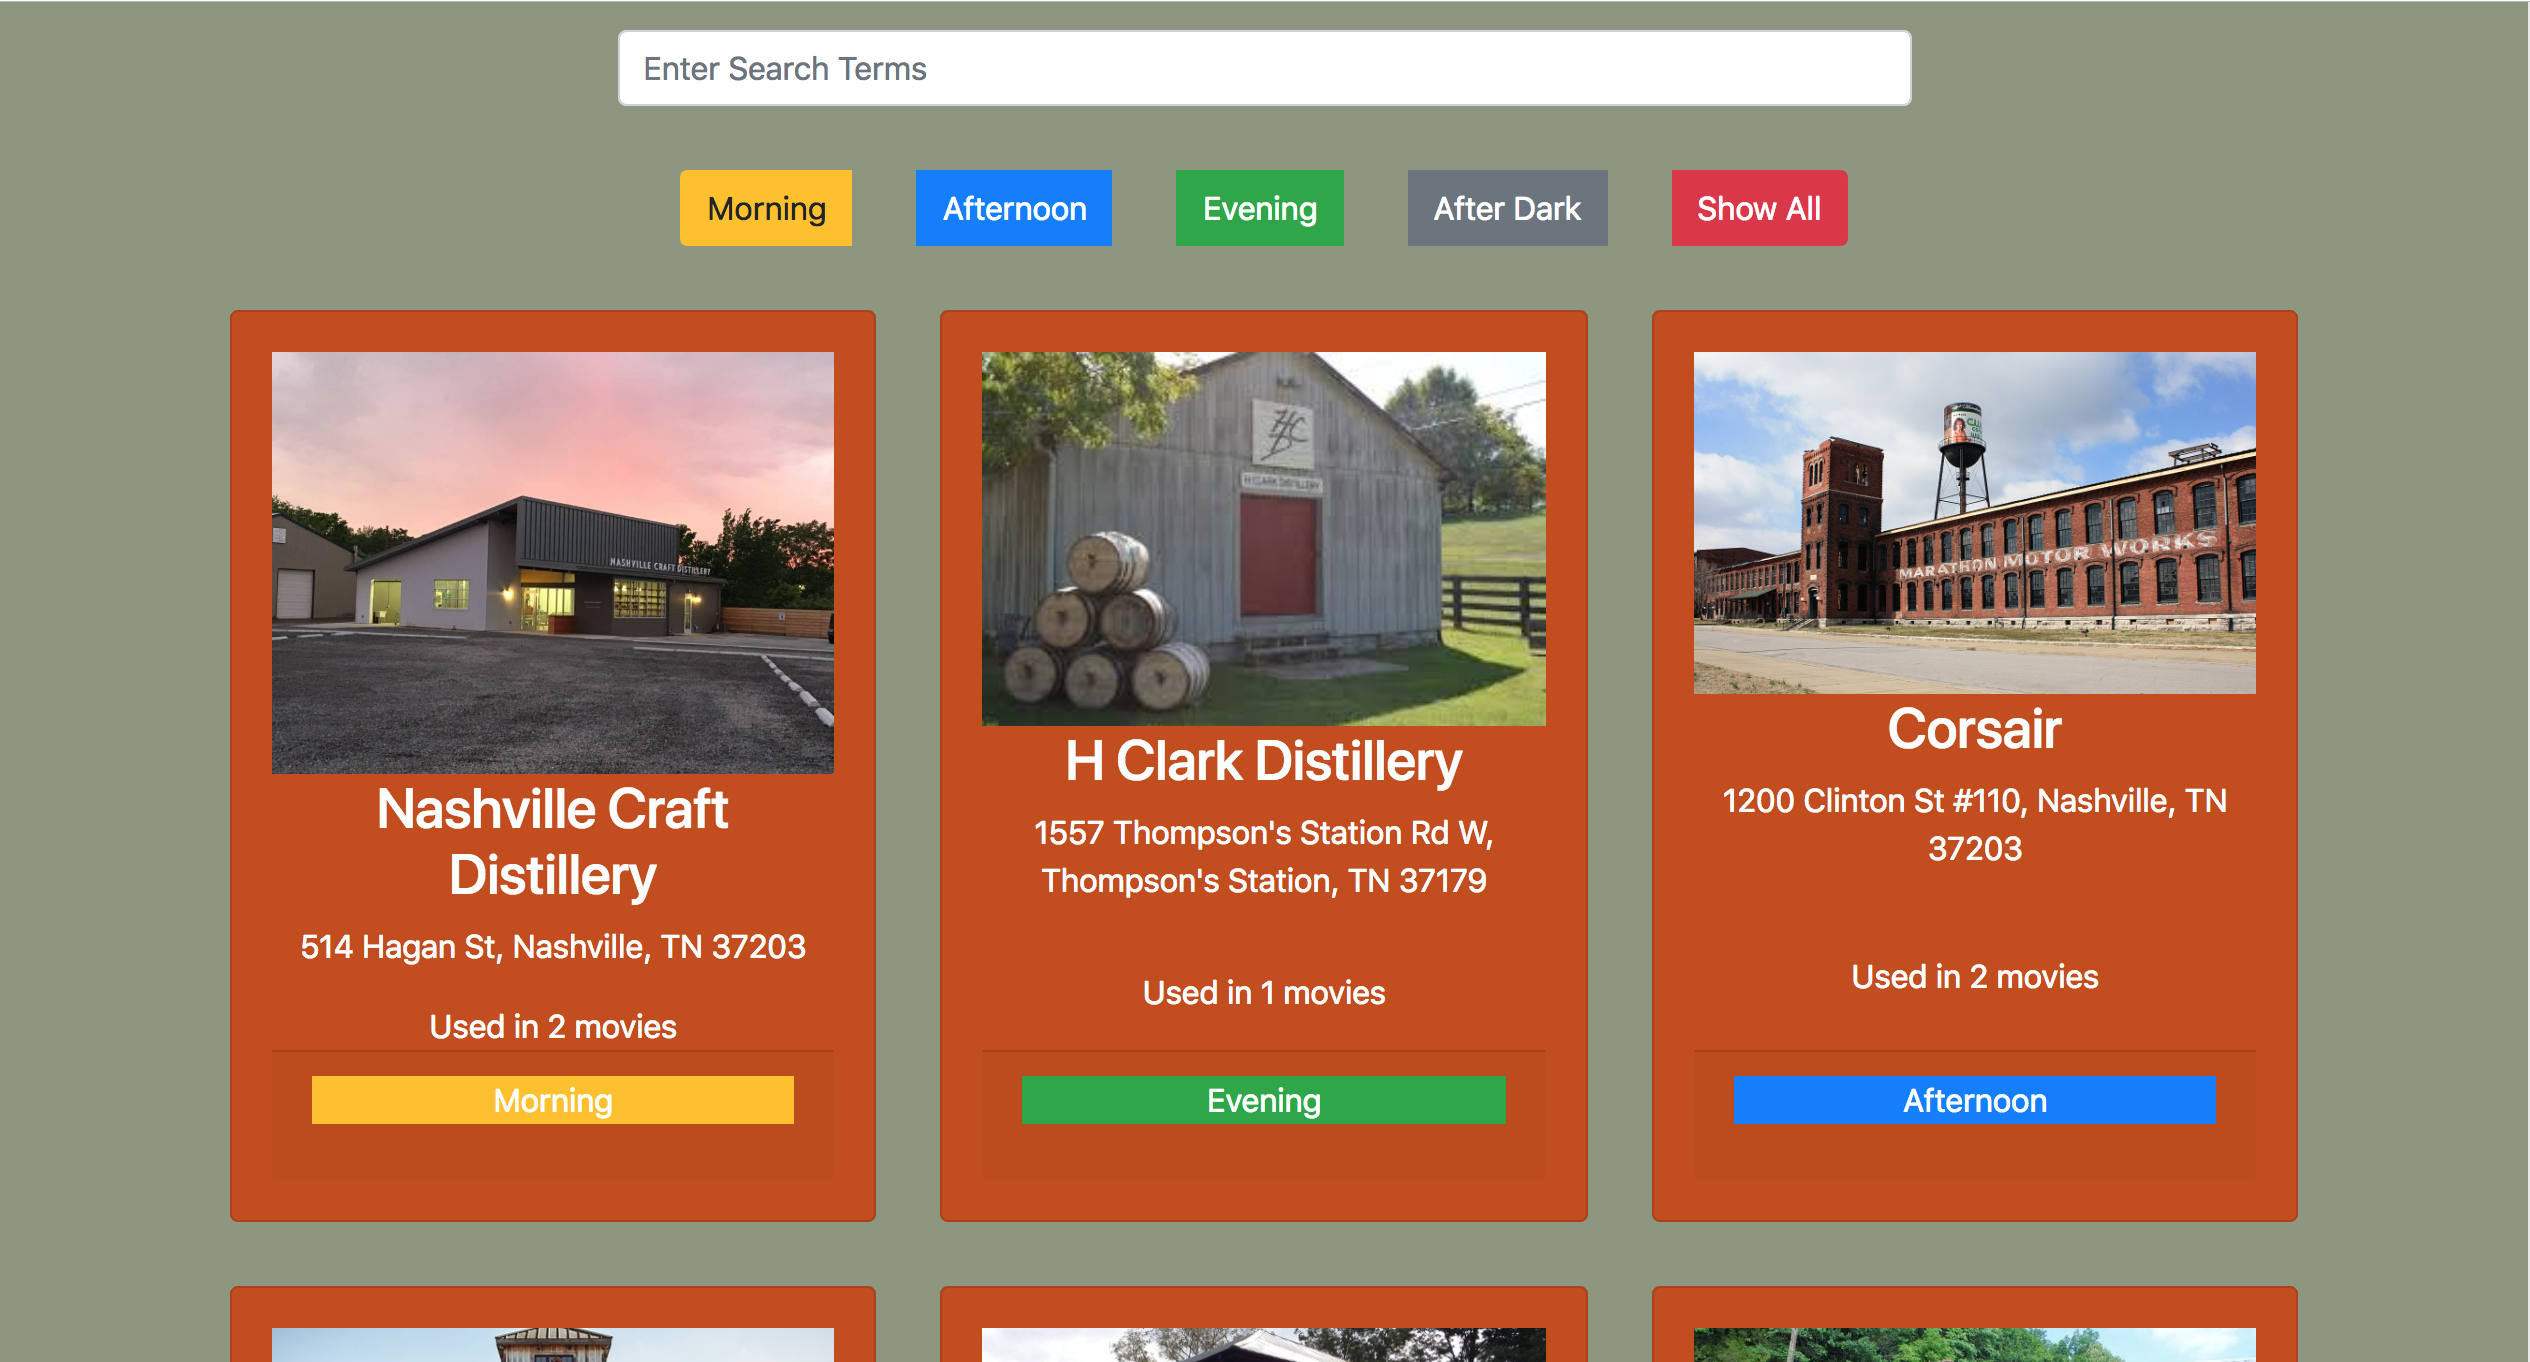 Enter Search Terms
Morning
Afternoon
Evening
After Dark
Show All
NASHVILLE CRAFT DISTILLERY
Nashville Craft
Distillery
514 Hagan St, Nashville, TN 37203
Used in 2 movies
Morning
H CLARK DISTILLERY
H Clark Distillery
1557 Thompson's Station Rd W,
Thompson's Station, TN 37179
Used in 1 movies
Evening
MARATHON MOTOR WORKS
Corsair
1200 Clinton St #110, Nashville, TN
37203
Used in 2 movies
Afternoon